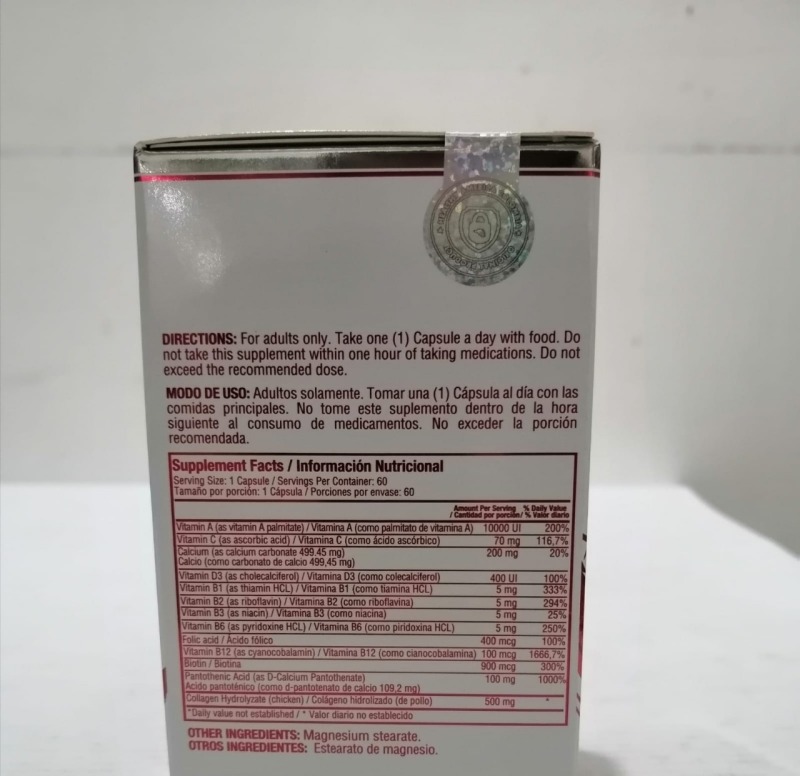 DIRECTIONS: For adults only. Take one (1) Capsule a day with food. Do
not take this supplement within one hour of taking medications. Do not
exceed the recommended dose.
MODO DE USO: Adultos solamente. Tomar una (1) Cápsula al día con las
comidas principales. No tome este suplemento dentro de la hora
siguiente al consumo de medicamentos. No exceder la porción
recomendada.
Supplement Facts / Información Nutricional
Serving Size: 1 Capsule / Servings Per Container: 60
Tamaño por porción: 1 Cápsula / Porciones por envase: 60
Amount Per Serving % Daily Value
/ Cantidad por porción / % Valor diario
Vitamin A (as vitamin A palmitate) / Vitamina A (como palmitato de vitamina A) 10000 UI 200%
Vitamin C (as ascorbic acid) / Vitamina C (como ácido ascórbico) 70 mg 116,7%
Calcium (as calcium carbonate 499,45 mg) 200 mg 20%
Calcio (como carbonato de calcio 499,45 mg)
Vitamin D3 (as cholecalciferol) / Vitamina D3 (como colecalciferol) 400 UI 100%
Vitamin B1 (as thiamin HCL) / Vitamina B1 (como tiamina HCL) 5 mg 333%
Vitamin B2 (as riboflavin) / Vitamina B2 (como riboflavina) 5 mg 294%
Vitamin B3 (as niacin) / Vitamina B3 (como niacina) 5 mg 25%
Vitamin B6 (as pyridoxine HCL) / Vitamina B6 (como piridoxina HCL) 5 mg 250%
Folic acid / Ácido fólico 400 mcg 100%
Vitamin B12 (as cyanocobalamin) / Vitamina B12 (como cianocobalamina) 100 mcg 1666,7%
Biotin / Biotina 900 mcg 300%
Pantothenic Acid (as D-Calcium Pantothenate) 100 mg 1000%
Ácido pantoténico (como d-pantotenato de calcio 109,2 mg)
Collagen Hydrolyzate (chicken) / Colágeno hidrolizado (de pollo) 500 mg *
*Daily value not established / * Valor diario no establecido
OTHER INGREDIENTS: Magnesium stearate.
OTROS INGREDIENTES: Estearato de magnesio.